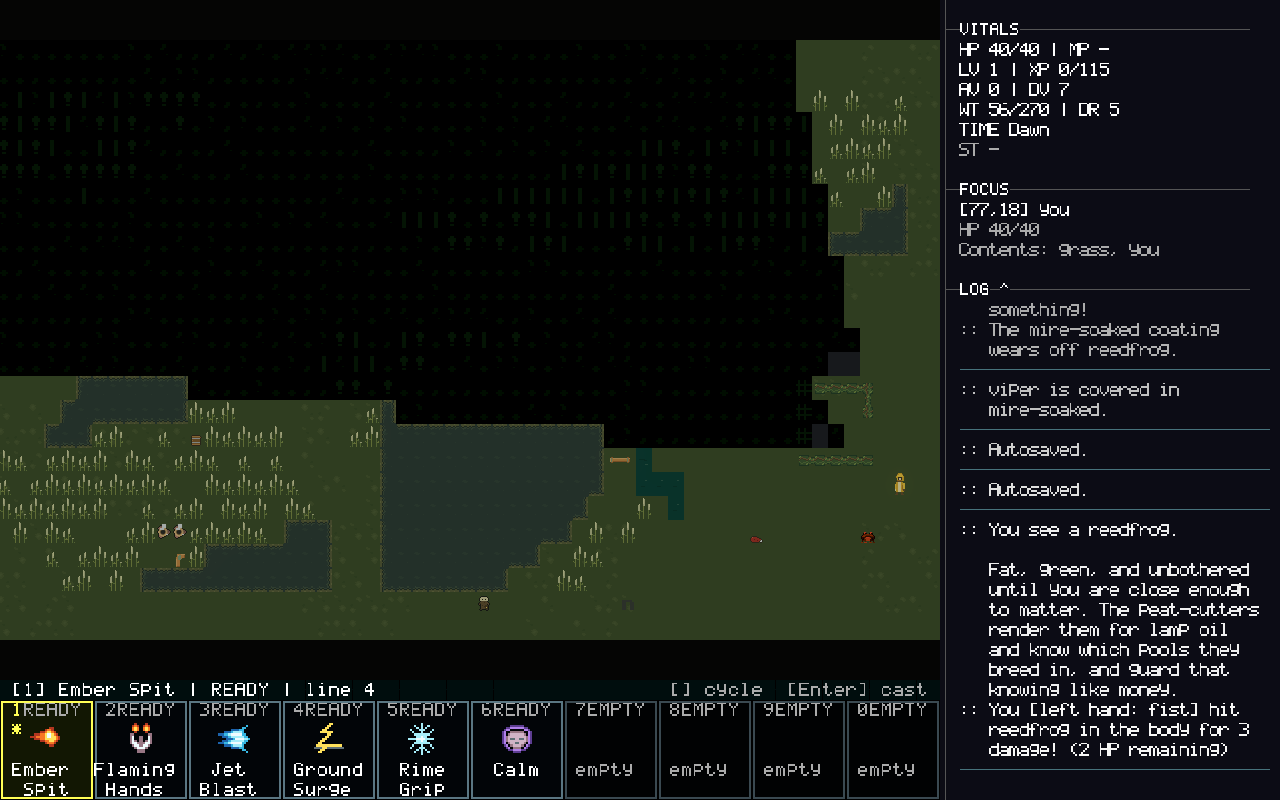 VITALS
HP 40/40 | MP -
LV 1 | XP 0/115
AV 0 | DV 7
WT 56/270 | DR 5
TIME Dawn
ST -
FOCUS
[77,18] You
HP 40/40
Contents: grass, You
LOG ^
something!
:: The mire-soaked coating
wears off reedfrog.
:: viper is covered in
mire-soaked.
:: Autosaved.
:: Autosaved.
:: You see a reedfrog.
Fat, green, and unbothered
until you are close enough
to matter. The Peat-cutters
render them for lamp oil
and know which pools they
breed in, and guard that
knowing like money.
:: You [left hand: fist] hit
reedfrog in the body for 3
damage! (2 HP remaining)
[1] Ember Spit | READY | line 4
[] cycle [Enter] cast
1READY 2READY 3READY 4READY 5READY 6READY 7EMPTY 8EMPTY 9EMPTY 0EMPTY
*
Ember Flaming Jet Ground Rime Calm empty empty empty empty
Spit Hands Blast Surge Grip